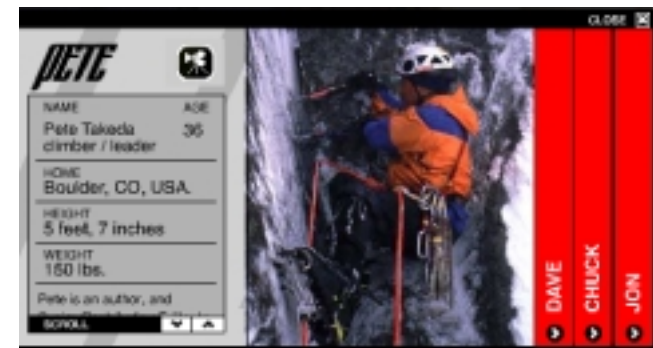 CLOSE
PETE
NAME AGE
Pete Takeda 36
climber / leader
HOME
Boulder, CO, USA.
HEIGHT
5 feet, 7 inches
WEIGHT
150 lbs.
Pete is an author, and
SCROLL
DAVE
CHUCK
JON